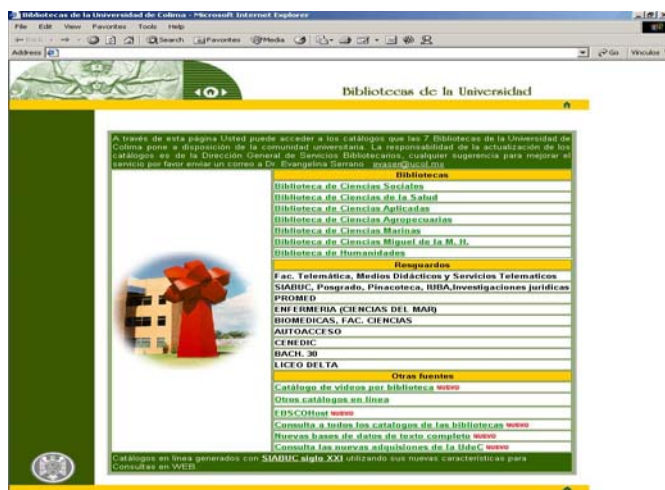 Bibliotecas de la Universidad de Colima - Microsoft Internet Explorer
File Edit View Favorites Tools Help
Search Favorites Media
Address Go Vínculos
Bibliotecas de la Universidad
A través de esta página Usted puede acceder a los catálogos que las 7 Bibliotecas de la Universidad de
Colima pone a disposición de la comunidad universitaria. La responsabilidad de la actualización de los
catálogos es de la Dirección General de Servicios Bibliotecarios, cualquier sugerencia para mejorar el
servicio por favor enviar un correo a Dr. Evangelina Serrano evaser@ucol.mx
Bibliotecas
Biblioteca de Ciencias Sociales
Biblioteca de Ciencias de la Salud
Biblioteca de Ciencias Aplicadas
Biblioteca de Ciencias Agropecuarias
Biblioteca de Ciencias Marinas
Biblioteca de Ciencias Miguel de la M. H.
Biblioteca de Humanidades
Resguardos
Fac. Telemática, Medios Didácticos y Servicios Telematicos
SIABUC, Posgrado, Pinacoteca, IUBA,Investigaciones juridicas
PROMED
ENFERMERIA (CIENCIAS DEL MAR)
BIOMEDICAS, FAC. CIENCIAS
AUTOACCESO
CENEDIC
BACH. 30
LICEO DELTA
Otras fuentes
Catálogo de videos por biblioteca NUEVO
Otros catálogos en línea
EBSCOHost NUEVO
Consulta a todos los catalogos de las bibliotecas NUEVO
Nuevas bases de datos de texto completo NUEVO
Consulta las nuevas adquisiones de la UdeC NUEVO
Catálogos en línea generados con SIABUC siglo XXI utilizando sus nuevas características para
Consultas en WEB.